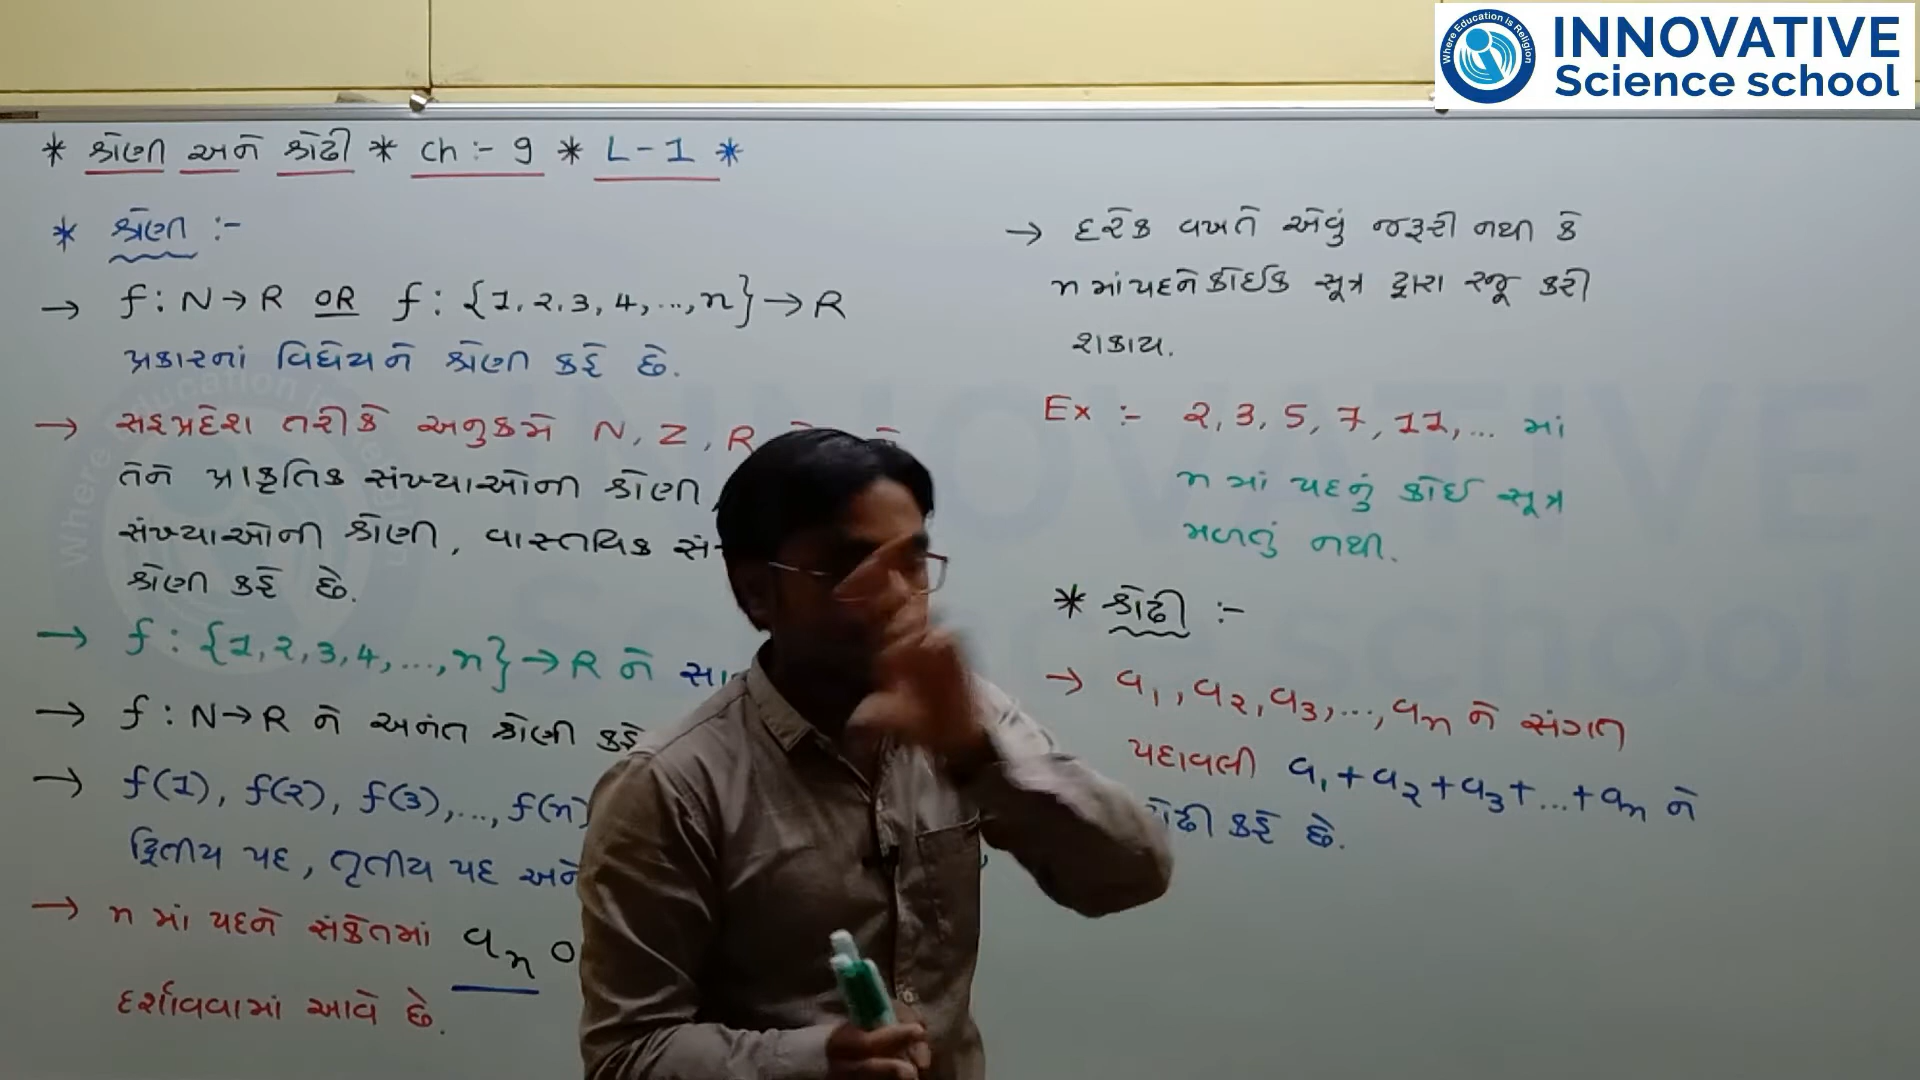 Where Education is Religion
INNOVATIVE
Science school
* શ્રેણી અને શ્રેઢી * Ch :- 9 * L - 1 *
* શ્રેણી :-
→ f : N → R OR f : {1, 2, 3, 4, ..., n} → R
પ્રકારનાં વિધેયને શ્રેણી કહે છે.
→ સહપ્રદેશ તરીકે અનુક્રમે N, Z, R
તેને પ્રાકૃતિક સંખ્યાઓની શ્રેણી,
સંખ્યાઓની શ્રેણી, વાસ્તવિક
શ્રેણી કહે છે.
→ f : {1, 2, 3, 4, ..., n} → R ને
→ f : N → R ને અનંત શ્રેણી કહે
→ f(1), f(2), f(3), ..., f(n)
દ્વિતીય પદ, તૃતીય પદ અને
→ n માં પદને સંકેતમાં aₙ
દર્શાવવામાં આવે છે.
→ દરેક વખતે એવું જરૂરી નથી કે
n માં પદને કોઈક સૂત્ર દ્વારા રજૂ કરી
શકાય.
Ex :- 2, 3, 5, 7, 11, ... માં
n માં પદનું કોઈ સૂત્ર
મળતું નથી.
* શ્રેઢી :-
→ a₁, a₂, a₃, ..., aₙ ને સંગત
પદાવલી a₁ + a₂ + a₃ + ... + aₙ ને
કહે છે.